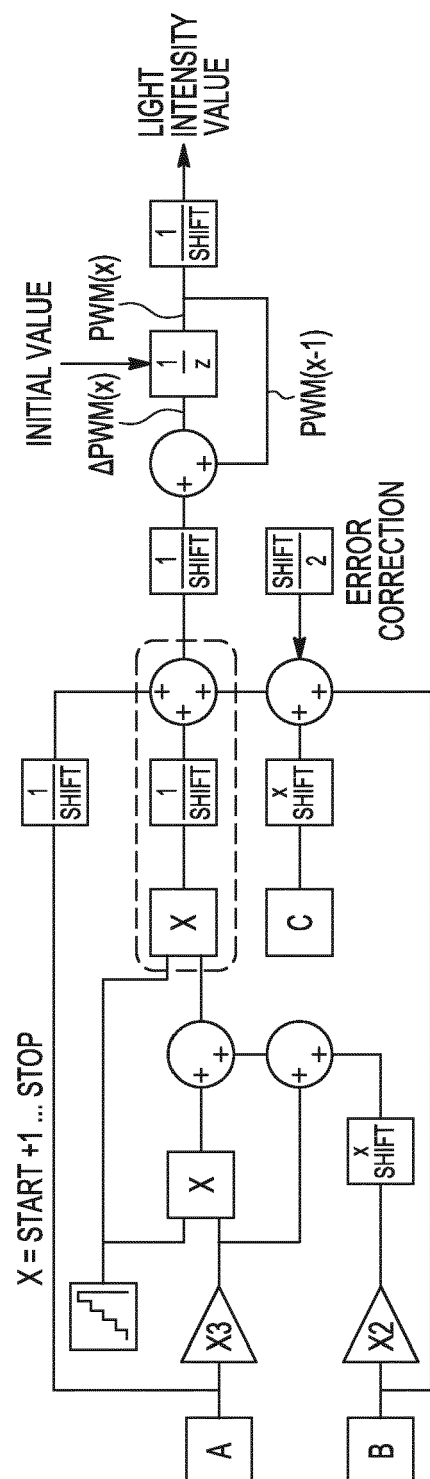 X = START +1 ... STOP
A
B
X3
X2
X
x
SHIFT
+
+
+
+
X
C
1
SHIFT
1
SHIFT
x
SHIFT
+
+
+
+
+
SHIFT
2
ERROR
CORRECTION
1
SHIFT
+
+
ΔPWM(x)
INITIAL VALUE
1
z
PWM(x)
PWM(x-1)
1
SHIFT
LIGHT
INTENSITY
VALUE